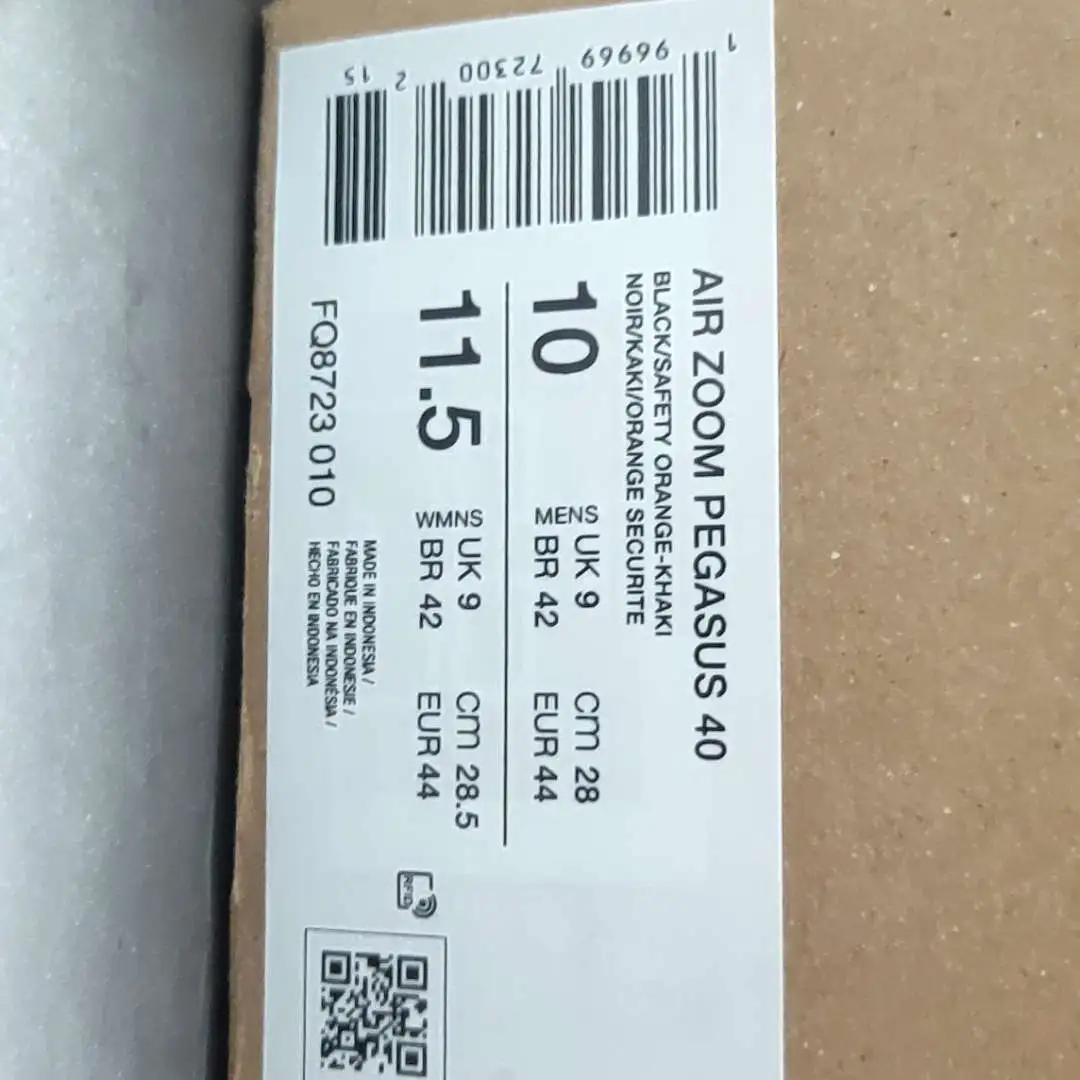 AIR ZOOM PEGASUS 40
BLACK/SAFETY ORANGE-KHAKI
NOIR/KAKI/ORANGE SECURITE
10 MENS UK 9 cm 28
BR 42 EUR 44
11.5 WMNS UK 9 cm 28.5
BR 42 EUR 44
FQ8723 010
MADE IN INDONESIA /
FABRIQUE EN INDONESIE /
FABRICADO NA INDONÉSIA /
HECHO EN INDONESIA
RFID
1 96969 72300 2 15